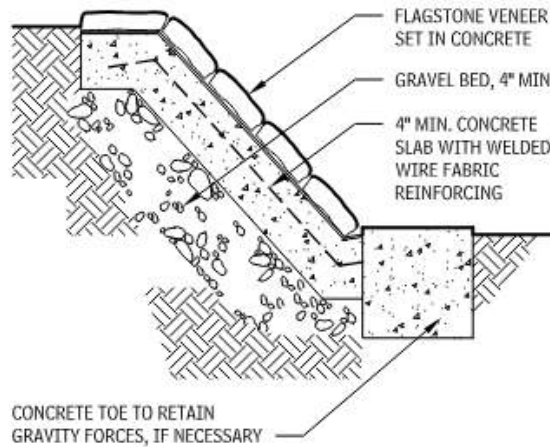 FLAGSTONE VENEER
SET IN CONCRETE
GRAVEL BED, 4" MIN
4" MIN. CONCRETE
SLAB WITH WELDED
WIRE FABRIC
REINFORCING
CONCRETE TOE TO RETAIN
GRAVITY FORCES, IF NECESSARY